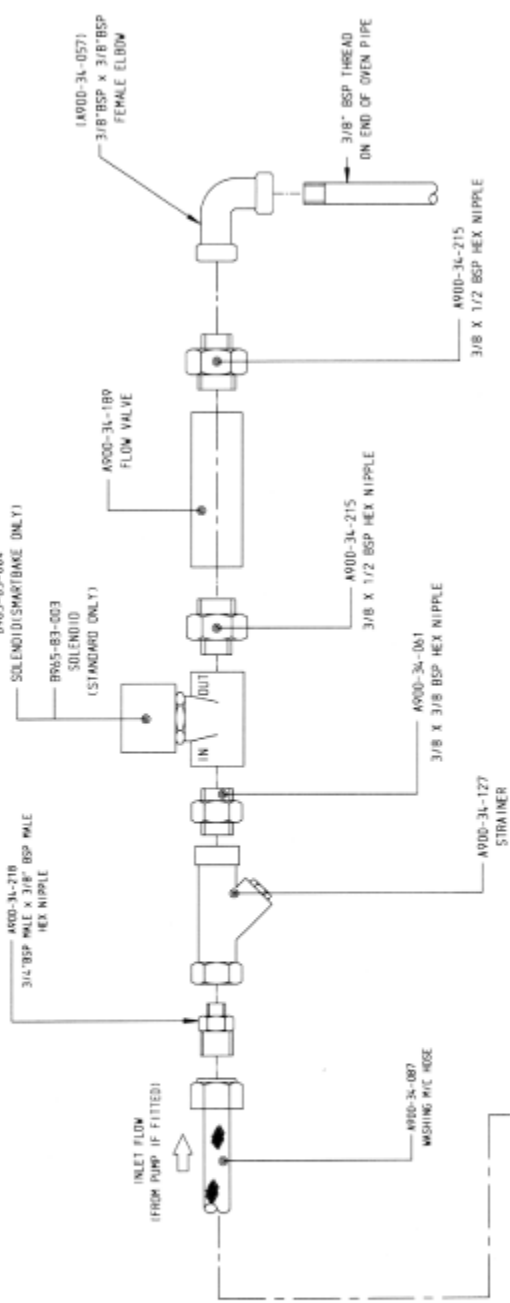 INLET FLOW
(FROM PUMP IF FITTED)
A900-34-087
WASHING M/C HOSE
A900-34-218
3/4"BSP MALE x 3/8" BSP MALE
HEX NIPPLE
A900-34-127
STRAINER
A900-34-061
3/8 X 3/8 BSP HEX NIPPLE
SOLENOID(SMARTBAKE ONLY)
B965-83-003
SOLENOID
(STANDARD ONLY)
IN
OUT
A900-34-215
3/8 X 1/2 BSP HEX NIPPLE
A900-34-189
FLOW VALVE
A900-34-215
3/8 X 1/2 BSP HEX NIPPLE
(A900-34-057)
3/8"BSP x 3/8"BSP
FEMALE ELBOW
3/8" BSP THREAD
ON END OF OVEN PIPE